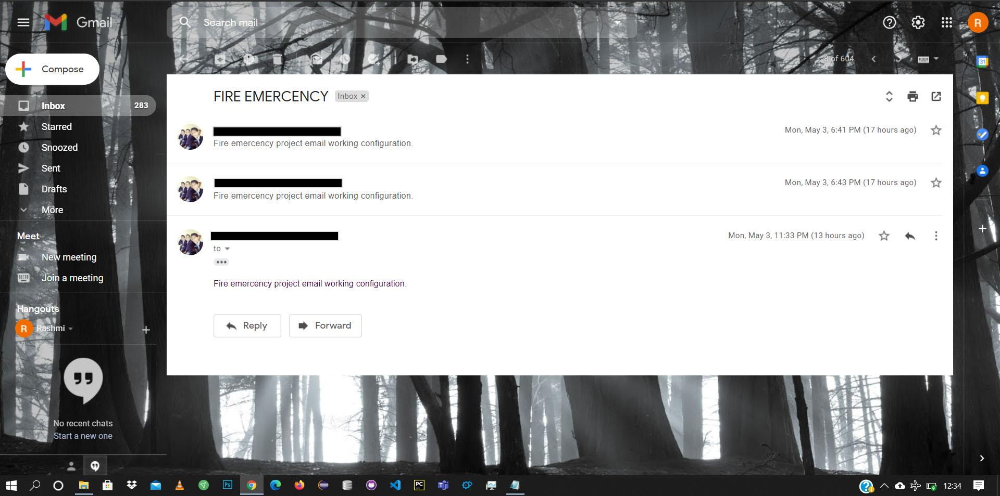 Gmail
Search mail
R
Compose
8 of 604
31
FIRE EMERCENCY
Inbox ×
Inbox
283
Starred
Snoozed
Sent
Drafts
More
Mon, May 3, 6:41 PM (17 hours ago)
Fire emercency project email working configuration.
Mon, May 3, 6:43 PM (17 hours ago)
Fire emercency project email working configuration.
Mon, May 3, 11:33 PM (13 hours ago)
to
Fire emercency project email working configuration.
Reply
Forward
Meet
New meeting
Join a meeting
Hangouts
R
Rashmi
No recent chats
Start a new one
Ps
PC
12:34